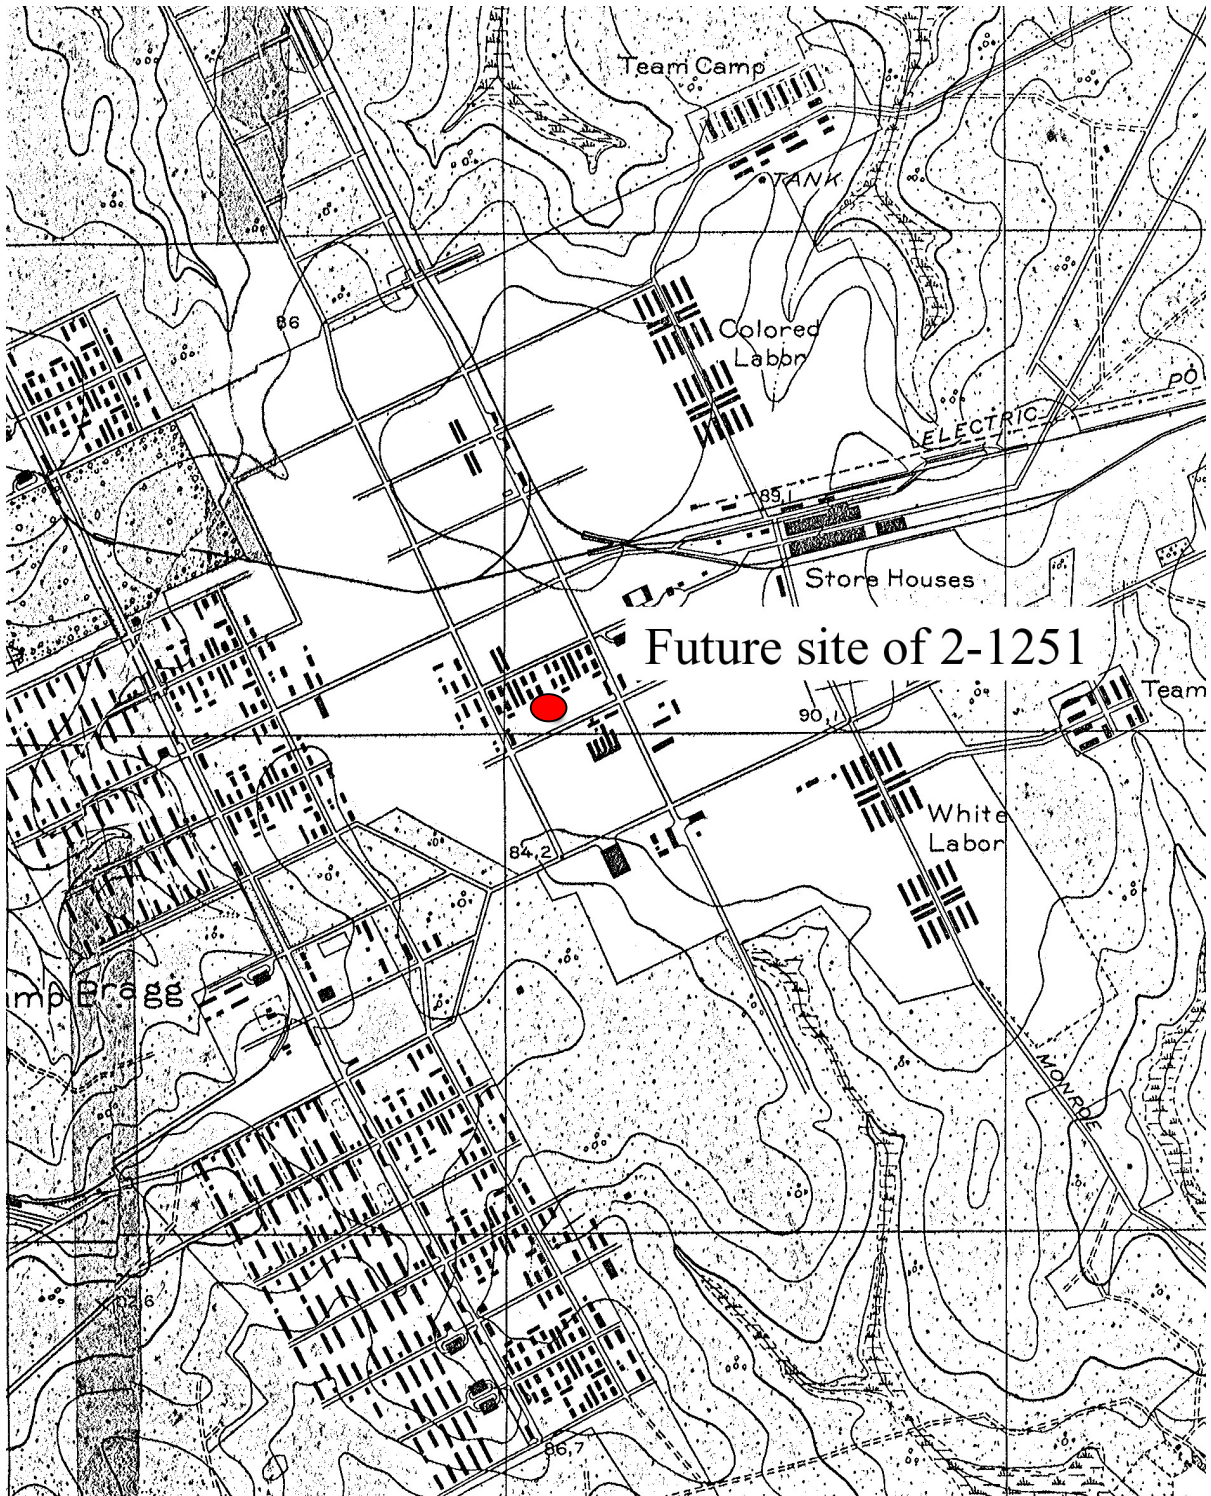 Team Camp
TANK
86
Colored
Labor
ELECTRIC
PO
89,1
Store Houses
Future site of 2-1251
Team
90,1
White
Labor
84,2
mp Bragg
MONROE
86,7